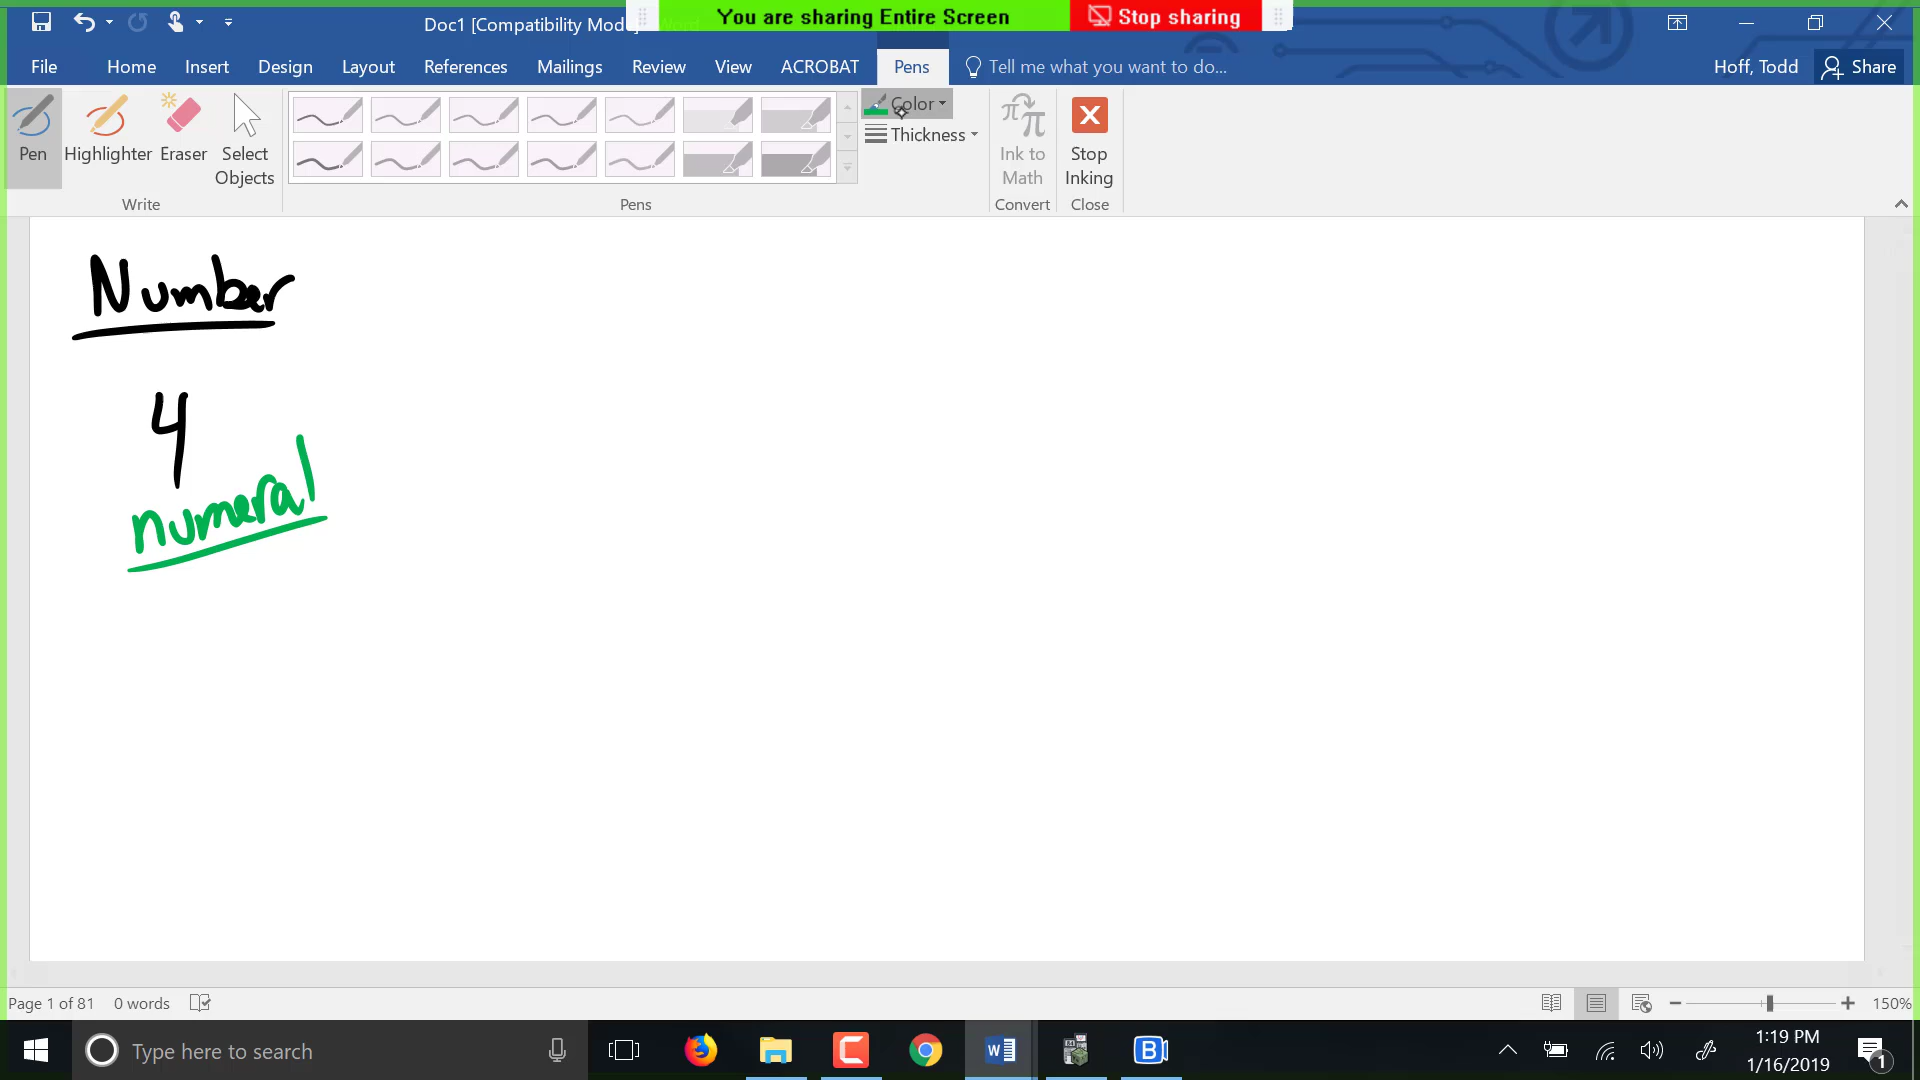 Doc1 [Compatibility Mod
You are sharing Entire Screen
Stop sharing
File
Home
Insert
Design
Layout
References
Mailings
Review
View
ACROBAT
Pens
Tell me what you want to do...
Hoff, Todd
Share
Pen
Highlighter
Eraser
Select
Objects
Color
Thickness
Ink to
Math
Stop
Inking
Write
Pens
Convert
Close
Number
4
numeral
Page 1 of 81
0 words
150%
Type here to search
1:19 PM
1/16/2019
1